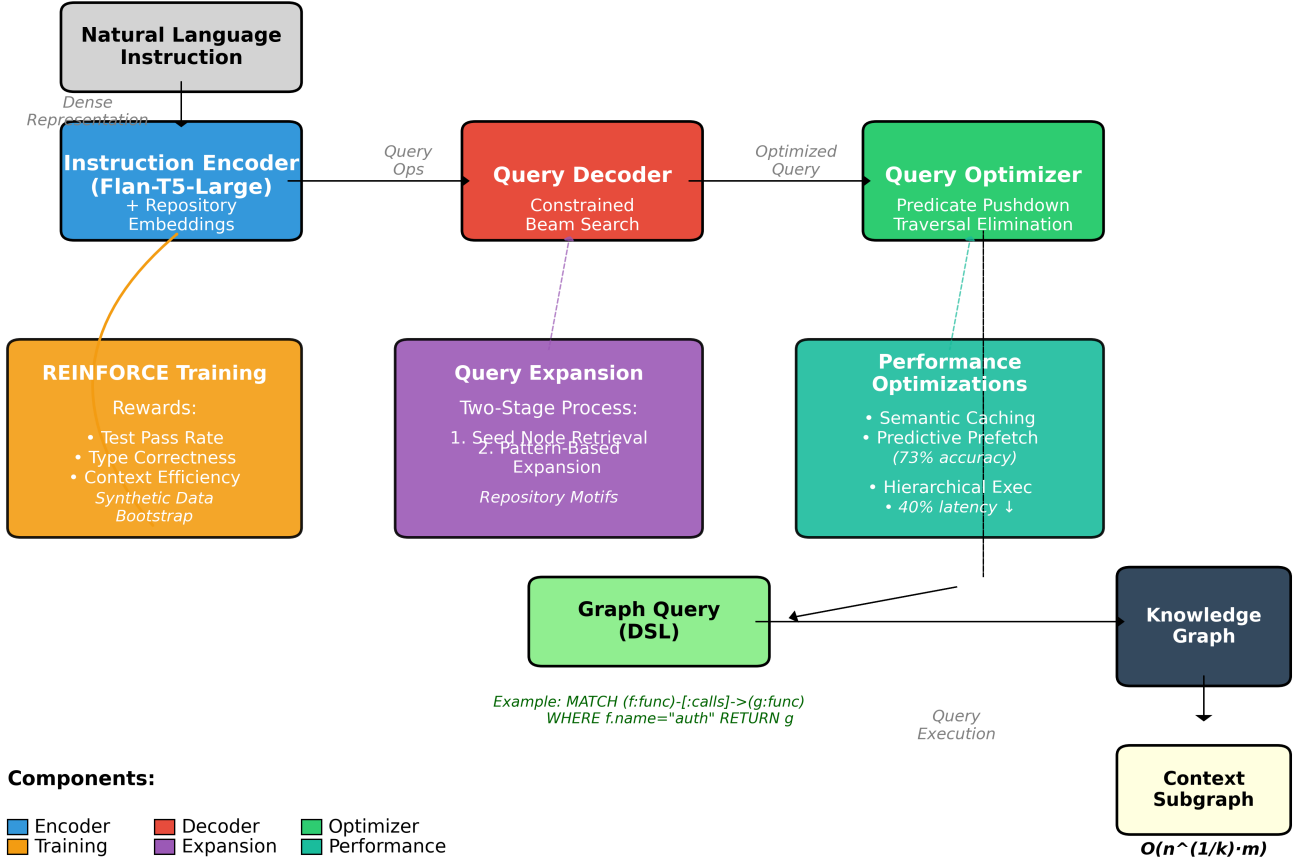 Natural Language
Instruction
Dense
Representation
Instruction Encoder
(Flan-T5-Large)
+ Repository
Embeddings
Query
Ops
Query Decoder
Constrained
Beam Search
Optimized
Query
Query Optimizer
Predicate Pushdown
Traversal Elimination
REINFORCE Training
Rewards:
• Test Pass Rate
• Type Correctness
• Context Efficiency
Synthetic Data
Bootstrap
Query Expansion
Two-Stage Process:
1. Seed Node Retrieval
2. Pattern-Based
Expansion
Repository Motifs
Performance
Optimizations
• Semantic Caching
• Predictive Prefetch
(73% accuracy)
• Hierarchical Exec
• 40% latency ↓
Graph Query
(DSL)
Knowledge
Graph
Example: MATCH (f:func)-[:calls]->(g:func)
WHERE f.name="auth" RETURN g
Query
Execution
Context
Subgraph
O(n^(1/k)·m)
Components:
Encoder
Decoder
Optimizer
Training
Expansion
Performance